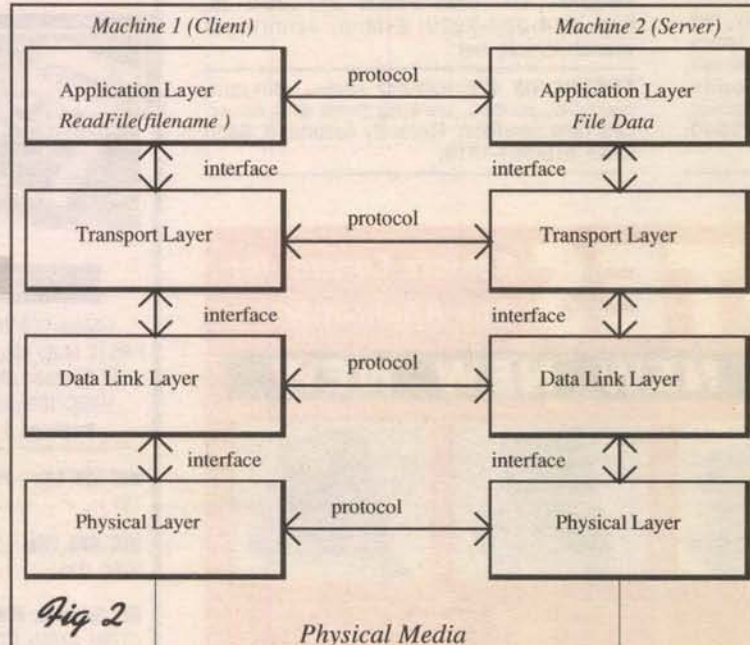 Machine 1 (Client)
Machine 2 (Server)
Application Layer
ReadFile(filename )
protocol
Application Layer
File Data
interface
interface
Transport Layer
protocol
Transport Layer
interface
interface
Data Link Layer
protocol
Data Link Layer
interface
interface
Physical Layer
protocol
Physical Layer
Fig 2
Physical Media